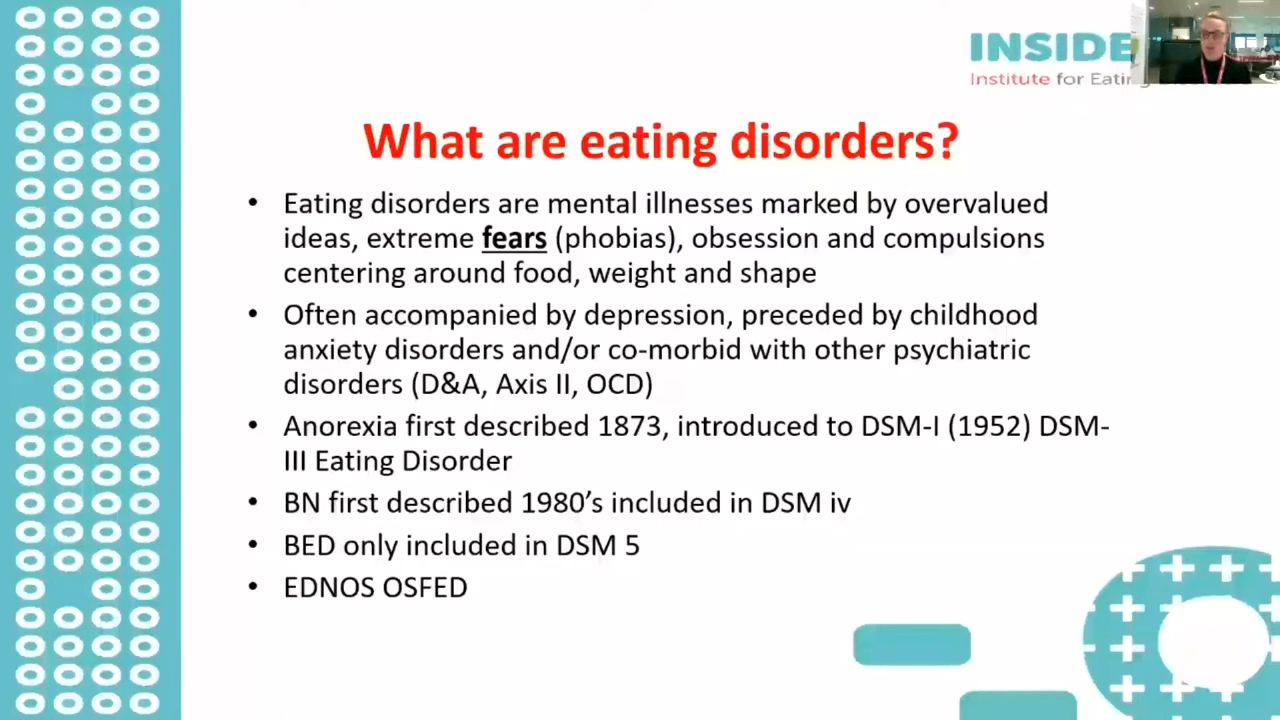 INSIDE
Institute for Eatin
What are eating disorders?
• Eating disorders are mental illnesses marked by overvalued
ideas, extreme fears (phobias), obsession and compulsions
centering around food, weight and shape
• Often accompanied by depression, preceded by childhood
anxiety disorders and/or co-morbid with other psychiatric
disorders (D&A, Axis II, OCD)
• Anorexia first described 1873, introduced to DSM-I (1952) DSM-
III Eating Disorder
• BN first described 1980’s included in DSM iv
• BED only included in DSM 5
• EDNOS OSFED